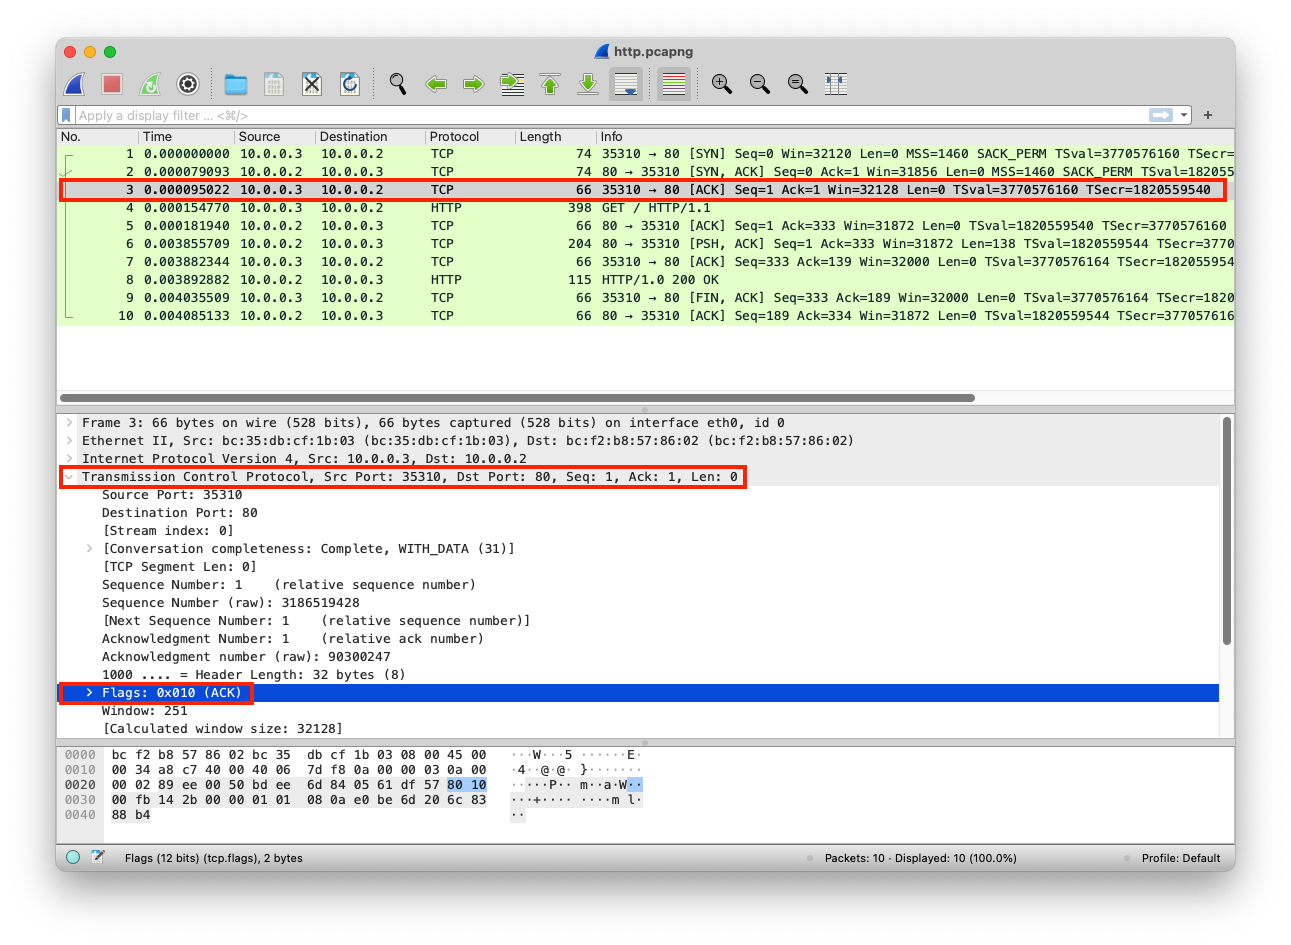 http.pcapng
Apply a display filter ... <⌘/>
+
No. Time Source Destination Protocol Length Info
1 0.000000000 10.0.0.3 10.0.0.2 TCP 74 35310 → 80 [SYN] Seq=0 Win=32120 Len=0 MSS=1460 SACK_PERM TSval=3770576160 TSecr=
2 0.000079093 10.0.0.2 10.0.0.3 TCP 74 80 → 35310 [SYN, ACK] Seq=0 Ack=1 Win=31856 Len=0 MSS=1460 SACK_PERM TSval=182055
3 0.000095022 10.0.0.3 10.0.0.2 TCP 66 35310 → 80 [ACK] Seq=1 Ack=1 Win=32128 Len=0 TSval=3770576160 TSecr=1820559540
4 0.000154770 10.0.0.3 10.0.0.2 HTTP 398 GET / HTTP/1.1
5 0.000181940 10.0.0.2 10.0.0.3 TCP 66 80 → 35310 [ACK] Seq=1 Ack=333 Win=31872 Len=0 TSval=1820559540 TSecr=3770576160
6 0.003855709 10.0.0.2 10.0.0.3 TCP 204 80 → 35310 [PSH, ACK] Seq=1 Ack=333 Win=31872 Len=138 TSval=1820559544 TSecr=3770
7 0.003882344 10.0.0.3 10.0.0.2 TCP 66 35310 → 80 [ACK] Seq=333 Ack=139 Win=32000 Len=0 TSval=3770576164 TSecr=182055954
8 0.003892882 10.0.0.2 10.0.0.3 HTTP 115 HTTP/1.0 200 OK
9 0.004035509 10.0.0.3 10.0.0.2 TCP 66 35310 → 80 [FIN, ACK] Seq=333 Ack=189 Win=32000 Len=0 TSval=3770576164 TSecr=1820
10 0.004085133 10.0.0.2 10.0.0.3 TCP 66 80 → 35310 [ACK] Seq=189 Ack=334 Win=31872 Len=0 TSval=1820559544 TSecr=377057616
Frame 3: 66 bytes on wire (528 bits), 66 bytes captured (528 bits) on interface eth0, id 0
Ethernet II, Src: bc:35:db:cf:1b:03 (bc:35:db:cf:1b:03), Dst: bc:f2:b8:57:86:02 (bc:f2:b8:57:86:02)
Internet Protocol Version 4, Src: 10.0.0.3, Dst: 10.0.0.2
Transmission Control Protocol, Src Port: 35310, Dst Port: 80, Seq: 1, Ack: 1, Len: 0
Source Port: 35310
Destination Port: 80
[Stream index: 0]
[Conversation completeness: Complete, WITH_DATA (31)]
[TCP Segment Len: 0]
Sequence Number: 1 (relative sequence number)
Sequence Number (raw): 3186519428
[Next Sequence Number: 1 (relative sequence number)]
Acknowledgment Number: 1 (relative ack number)
Acknowledgment number (raw): 90300247
1000 .... = Header Length: 32 bytes (8)
Flags: 0x010 (ACK)
Window: 251
[Calculated window size: 32128]
0000 bc f2 b8 57 86 02 bc 35 db cf 1b 03 08 00 45 00 ···W···5 ······E·
0010 00 34 a8 c7 40 00 40 06 7d f8 0a 00 00 03 0a 00 ·4··@·@· }·······
0020 00 02 89 ee 00 50 bd ee 6d 84 05 61 df 57 80 10 ·····P·· m··a·W··
0030 00 fb 14 2b 00 00 01 01 08 0a e0 be 6d 20 6c 83 ···+···· ····m l·
0040 88 b4 ··
Flags (12 bits) (tcp.flags), 2 bytes
Packets: 10 · Displayed: 10 (100.0%)
Profile: Default